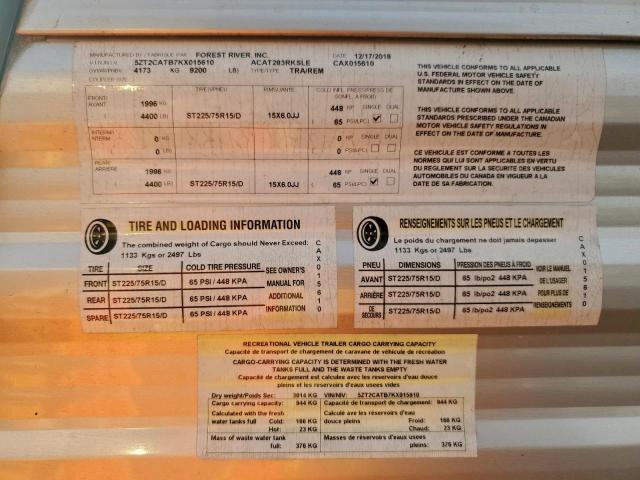 MANUFACTURED BY / FABRIQUE PAR FOREST RIVER, INC. DATE 12/17/2018
V.I.N./N.I.V. 5ZT2CATB7KX015610 ACAT283RKSLE CAX015610
GVWR/PNBV 4173 KG 9200 LB) TYPE/TYPE TRA/REM
COUPLER SIZE
TIRE/PNEU RIMS/JANTE COLD INFL. PRESS/PRESS DE GONFL. A FROID
FRONT/ AVANT 1996 KG 448 KP SINGLE DUAL
4400 LB) ST225/75R15/D 15X6.0JJ 65 PSI/LPC)
INTERM/ INTERM 0 KG 0 KP SINGLE DUAL
0 LB) 0 PSI/LPC)
REAR/ ARRIÈRE 1996 KG 448 KP SINGLE DUAL
4400 LB) ST225/75R15/D 15X6.0JJ 65 PSI/LPC)
THIS VEHICLE CONFORMS TO ALL APPLICABLE
U.S. FEDERAL MOTOR VEHICLE SAFETY
STANDARDS IN EFFECT ON THE DATE OF
MANUFACTURE SHOWN ABOVE.
THIS VEHICLE CONFORMS TO ALL APPLICABLE
STANDARDS PRESCRIBED UNDER THE CANADIAN
MOTOR VEHICLE SAFETY REGULATIONS IN
EFFECT ON THE DATE OF MANUFACTURE.
CE VEHICULE EST CONFORME A TOUTES LES
NORMES QUI LUI SONT APPLICABLES EN VERTU
DU REGLEMENT SUR LA SECURITE DES VEHICLES
AUTOMOBILES DU CANADA EN VIGUEUR A LA
DATE DE SA FABRICATION.
TIRE AND LOADING INFORMATION
The combined weight of Cargo should Never Exceed:
1133 Kgs or 2497 Lbs
TIRE SIZE COLD TIRE PRESSURE
FRONT ST225/75R15/D 65 PSI / 448 KPA
REAR ST225/75R15/D 65 PSI / 448 KPA
SPARE ST225/75R15/D 65 PSI / 448 KPA
SEE OWNER'S
MANUAL FOR
ADDITIONAL
INFORMATION
CAX015610
RENSEIGNEMENTS SUR LES PNEUS ET LE CHARGEMENT
Le poids du chargement ne doit jamais depasser
1133 Kgs or 2497 Lbs
PNEU DIMENSIONS PRESSION DES PNEUS À FROID
AVANT ST225/75R15/D 65 lb/po2 448 KPA
ARRIÈRE ST225/75R15/D 65 lb/po2 448 KPA
DE SECOURS ST225/75R15/D 65 lb/po2 448 KPA
VOIR LE MANUEL
DE L'USAGER
POUR PLUS DE
RENSEIGNEMENTS
CAX015610
RECREATIONAL VEHICLE TRAILER CARGO CARRYING CAPACITY
Capacité de transport de chargement de caravane de véhicule de récréation
CARGO-CARRYING CAPACITY IS DETERMINED WITH THE FRESH WATER
TANKS FULL AND THE WASTE TANKS EMPTY
Capacité de chargement est calculee avec les reservoirs d'eau douce
pleins et les reservoirs d'eaux usees vides
Dry weight/Poids Sec: 3014 KG VIN/NIV: 5ZT2CATB7KX015610
Cargo carrying capacity: 944 KG Capacité de transport de chargement: 944 KG
Calculated with the fresh Calculé avec les réservoirs d'eau
water tanks full Cold: 168 KG douce pleins Froid: 168 KG
Hot: 23 KG Chaud: 23 KG
Mass of waste water tank Masses de réservoirs d'eaux usees
full: 376 KG pleins: 376 KG